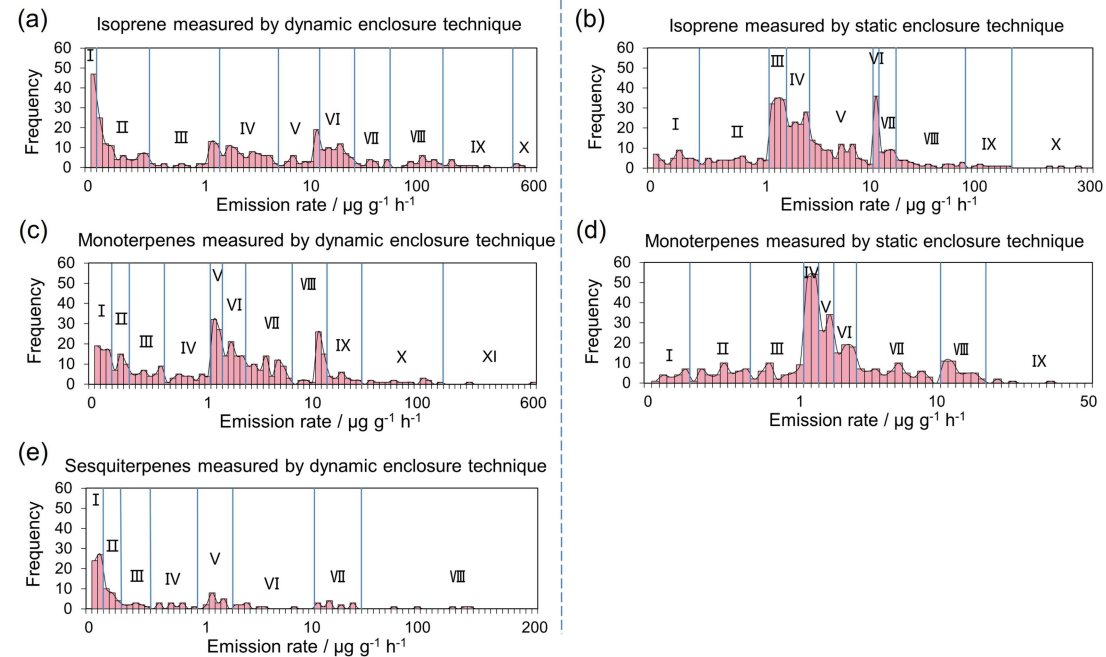 (a) Isoprene measured by dynamic enclosure technique
60
50
40
30
20
10
0
Frequency
I II III IV V VI VII VIII IX X
0 1 10 100 600
Emission rate / µg g⁻¹ h⁻¹
(b) Isoprene measured by static enclosure technique
60
50
40
30
20
10
0
Frequency
I II III IV V VI VII VIII IX X
0 1 10 100 300
Emission rate / µg g⁻¹ h⁻¹
(c) Monoterpenes measured by dynamic enclosure technique
60
50
40
30
20
10
0
Frequency
I II III IV V VI VII VIII IX X XI
0 1 10 100 600
Emission rate / µg g⁻¹ h⁻¹
(d) Monoterpenes measured by static enclosure technique
60
50
40
30
20
10
0
Frequency
I II III IV V VI VII VIII IX
0 1 10 50
Emission rate / µg g⁻¹ h⁻¹
(e) Sesquiterpenes measured by dynamic enclosure technique
60
50
40
30
20
10
0
Frequency
I II III IV V VI VII VIII
0 1 10 100 200
Emission rate / µg g⁻¹ h⁻¹